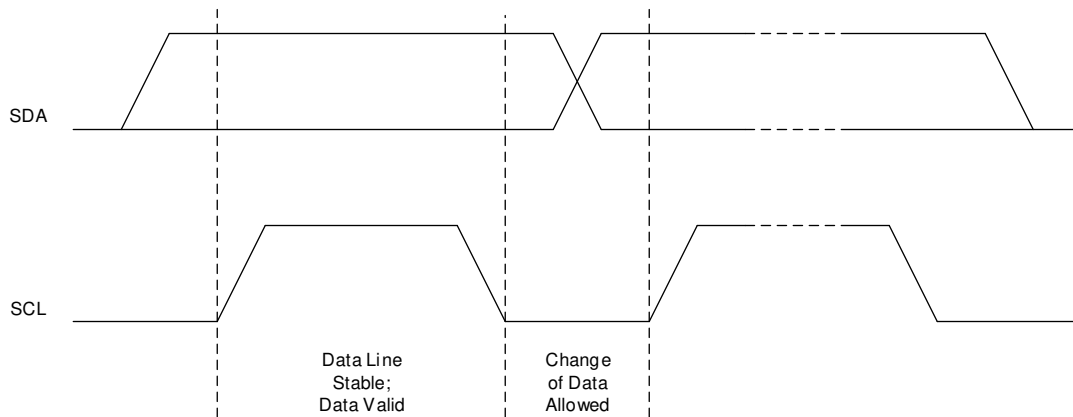 SDA
SCL
Data Line
Stable;
Data Valid
Change
of Data
Allowed